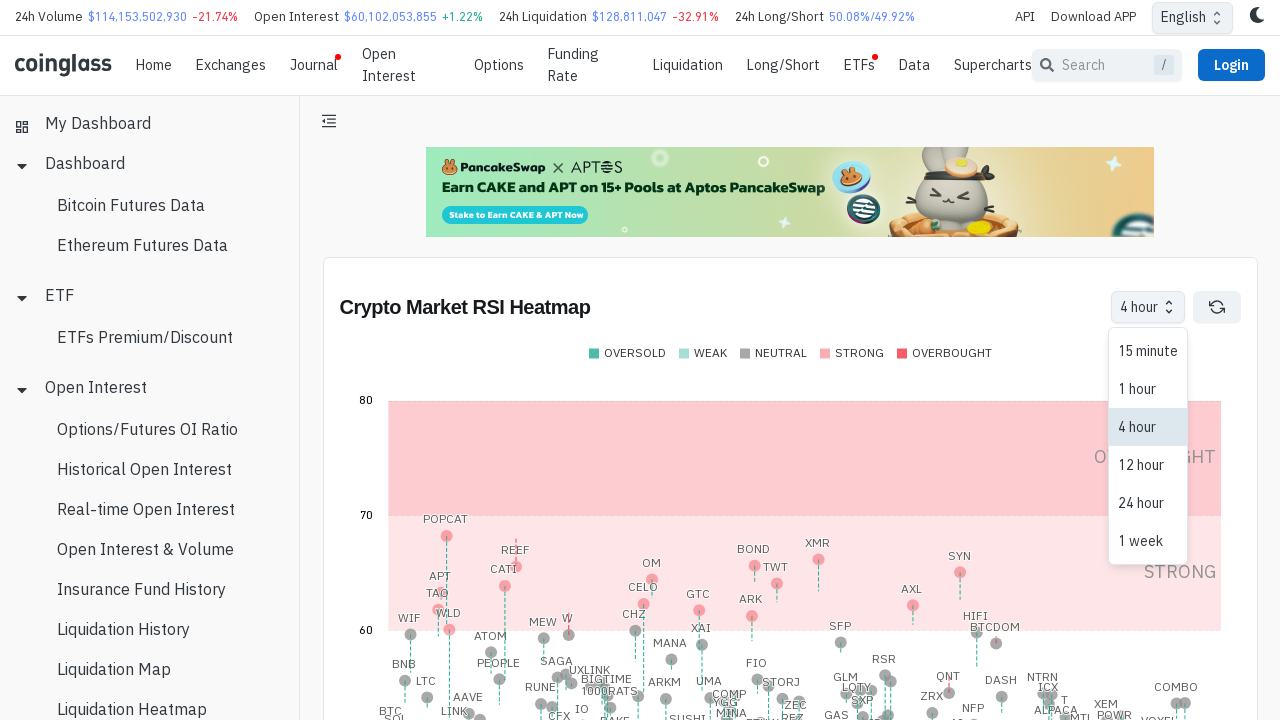 24h Volume $114,153,502,930 -21.74% Open Interest $60,102,053,855 +1.22% 24h Liquidation $128,811,047 -32.91% 24h Long/Short 50.08%/49.92% API Download APP English
coinglass Home Exchanges Journal Open Interest Options Funding Rate Liquidation Long/Short ETFs Data Supercharts Search / Login
My Dashboard
Dashboard
Bitcoin Futures Data
Ethereum Futures Data
ETF
ETFs Premium/Discount
Open Interest
Options/Futures OI Ratio
Historical Open Interest
Real-time Open Interest
Open Interest & Volume
Insurance Fund History
Liquidation History
Liquidation Map
Liquidation Heatmap
PancakeSwap × APTOS
Earn CAKE and APT on 15+ Pools at Aptos PancakeSwap
Stake to Earn CAKE & APT Now
Crypto Market RSI Heatmap
4 hour
15 minute
1 hour
4 hour
12 hour
24 hour
1 week
OVERSOLD WEAK NEUTRAL STRONG OVERBOUGHT
80
70
POPCAT
REEF OM BOND XMR SYN
STRONG
APT CATI CELO TWT
TAO GTC ARK AXL
WIF WLD MEW W CHZ XAI SFP HIFI BTCDOM
60
ATOM MANA
BNB PEOPLE SAGA UXLINK FIO RSR
LTC RUNE BIGTIME ARKM UMA STORJ GLM LQTY QNT DASH NTRN ICX COMBO
AAVE 1000RATS COMP ZRX
BTC LINK CFX IO YGG MINA ZEC SXP GAS NFP ALPACA XEM